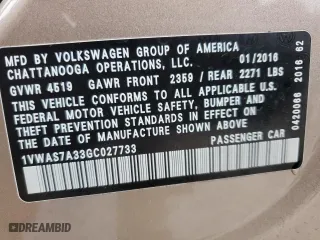 MFD BY VOLKSWAGEN GROUP OF AMERICA
CHATTANOOGA OPERATIONS, LLC. 01/2016
GVWR 4519 GAWR FRONT 2359 / REAR 2271 LBS
THIS VEHICLE CONFORMS TO ALL APPLICABLE U.S.
FEDERAL MOTOR VEHICLE SAFETY, BUMPER AND
THEFT PREVENTION STANDARDS IN EFFECT ON
THE DATE OF MANUFACTURE SHOWN ABOVE.
1VWAS7A33GC027733 PASSENGER CAR
0420066 2016 62
DREAMBID